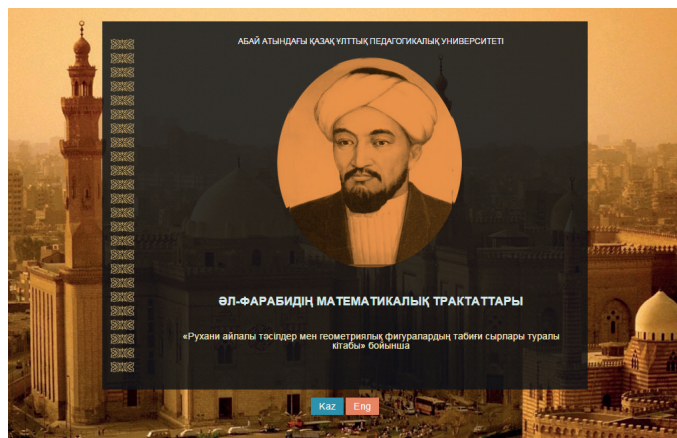 АБАЙ АТЫНДАҒЫ ҚАЗАҚ ҰЛТТЫҚ ПЕДАГОГИКАЛЫҚ УНИВЕРСИТЕТІ
ӘЛ-ФАРАБИДІҢ МАТЕМАТИКАЛЫҚ ТРАКТАТТАРЫ
«Рухани айлалы тәсілдер мен геометриялық фигуралардың табиғи сырлары туралы
кітабы» бойынша
Kaz Eng